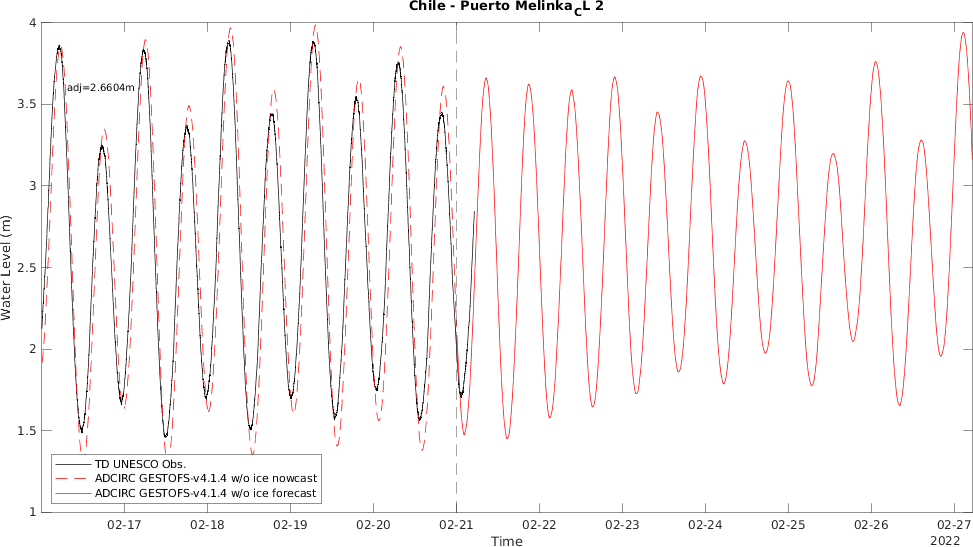 Chile - Puerto Melinka_CL 2
4
3.5
3
2.5
2
1.5
1
Water Level (m)
adj=2.6604m
TD UNESCO Obs.
ADCIRC GESTOFS-v4.1.4 w/o ice nowcast
ADCIRC GESTOFS-v4.1.4 w/o ice forecast
02-17 02-18 02-19 02-20 02-21 02-22 02-23 02-24 02-25 02-26 02-27
Time
2022